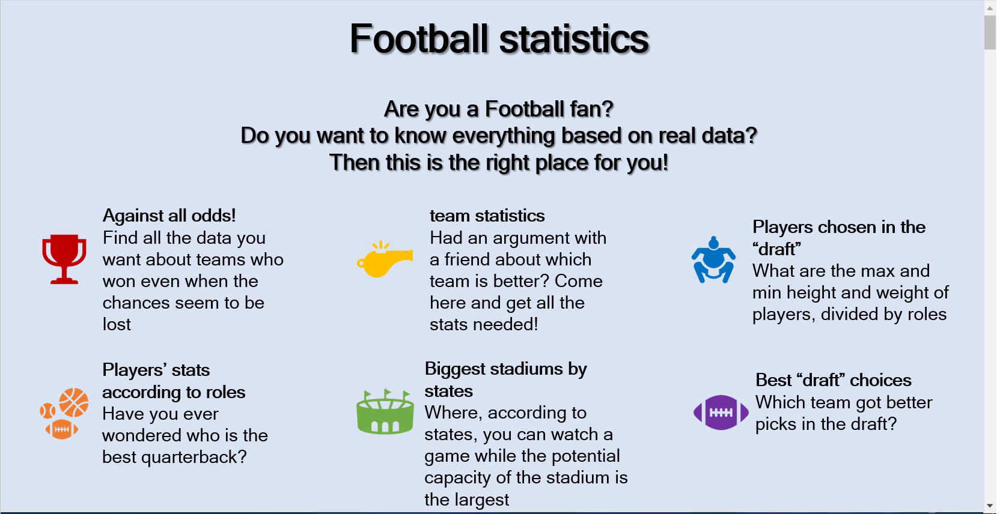 Football statistics
Are you a Football fan?
Do you want to know everything based on real data?
Then this is the right place for you!
Against all odds!
Find all the data you
want about teams who
won even when the
chances seem to be
lost
team statistics
Had an argument with
a friend about which
team is better? Come
here and get all the
stats needed!
Players chosen in the
“draft”
What are the max and
min height and weight of
players, divided by roles
Players’ stats
according to roles
Have you ever
wondered who is the
best quarterback?
Biggest stadiums by
states
Where, according to
states, you can watch a
game while the potential
capacity of the stadium is
the largest
Best “draft” choices
Which team got better
picks in the draft?